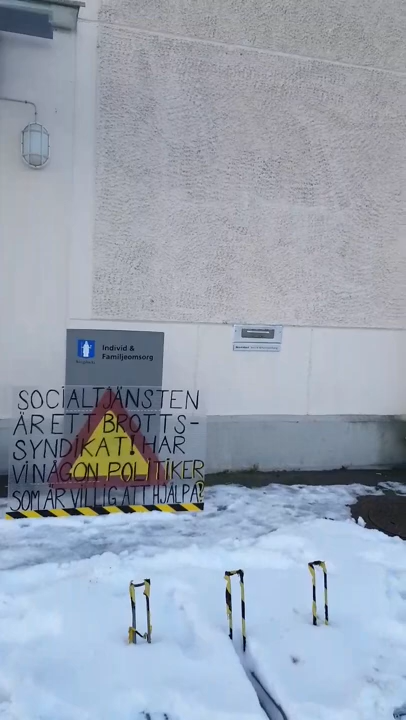 Individ &
Familjeomsorg
SOCIALTJÄNSTEN
ÄR ETT BROTTS-
SYNDIKAT! HAR
VI NÅGON POLITIKER
SOM ÄR VILLIG ATT HJÄLPA?